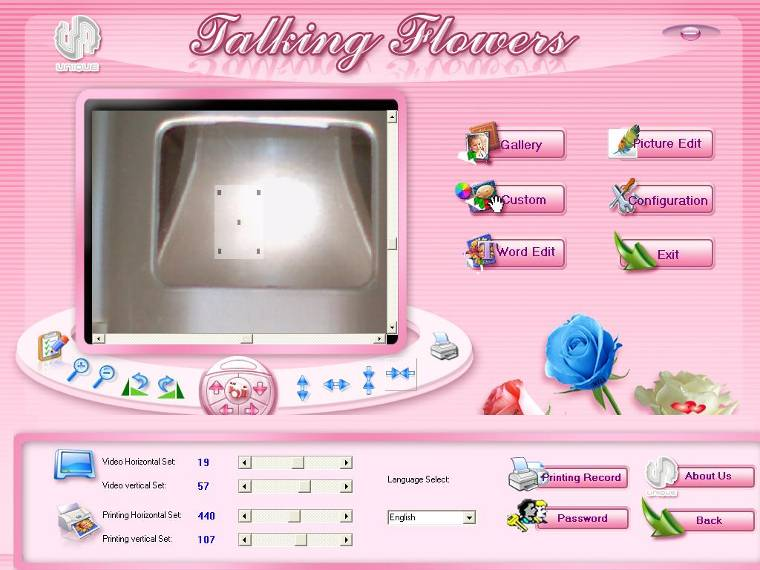 UNIQUE
Talking Flowers
Gallery
Picture Edit
Custom
Configuration
Word Edit
Exit
Video Horizontal Set: 19
Video vertical Set: 57
Printing Horizontal Set: 440
Printing vertical Set: 107
Language Select:
English
Printing Record
Password
UNIQUE
About Us
Back